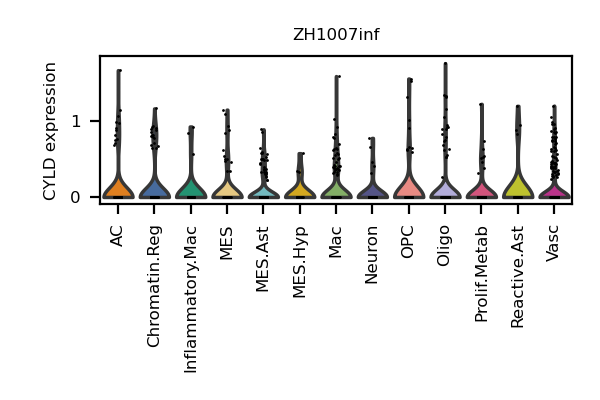 ZH1007inf
CYLD expression
1
0
AC
Chromatin.Reg
Inflammatory.Mac
MES
MES.Ast
MES.Hyp
Mac
Neuron
OPC
Oligo
Prolif.Metab
Reactive.Ast
Vasc